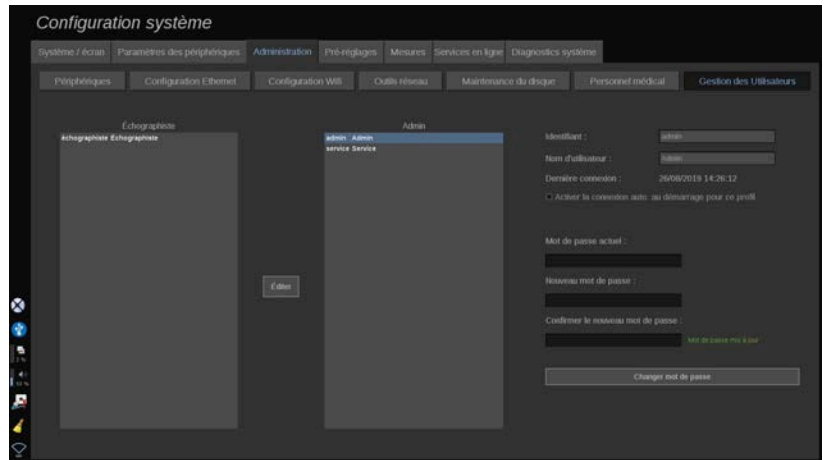 Configuration système
Système / écran Paramètres des périphériques Administration Pré-réglages Mesures Services en ligne Diagnostics système
Périphériques Configuration Ethernet Configuration Wifi Outils réseau Maintenance du disque Personnel médical Gestion des Utilisateurs
Échographiste
échographiste Echographiste
Admin
admin Admin
service Service
Éditer
Identifiant : admin
Nom d'utilisateur : Admin
Dernière connexion : 26/08/2019 14:26:12
Activer la connexion auto. au démarrage pour ce profil
Mot de passe actuel :
Nouveau mot de passe :
Confirmer le nouveau mot de passe :
Mot de passe mis à jour
Changer mot de passe
2 %
50 %